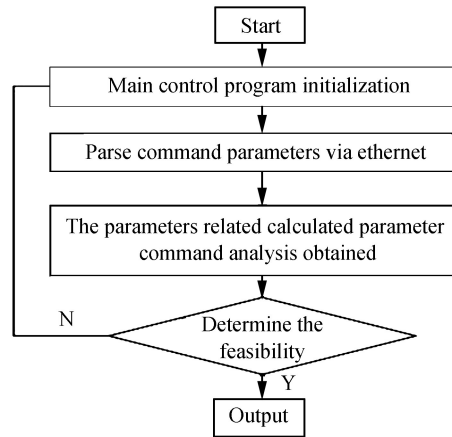 Start
Main control program initialization
Parse command parameters via ethernet
The parameters related calculated parameter
command analysis obtained
Determine the
feasibility
N
Y
Output